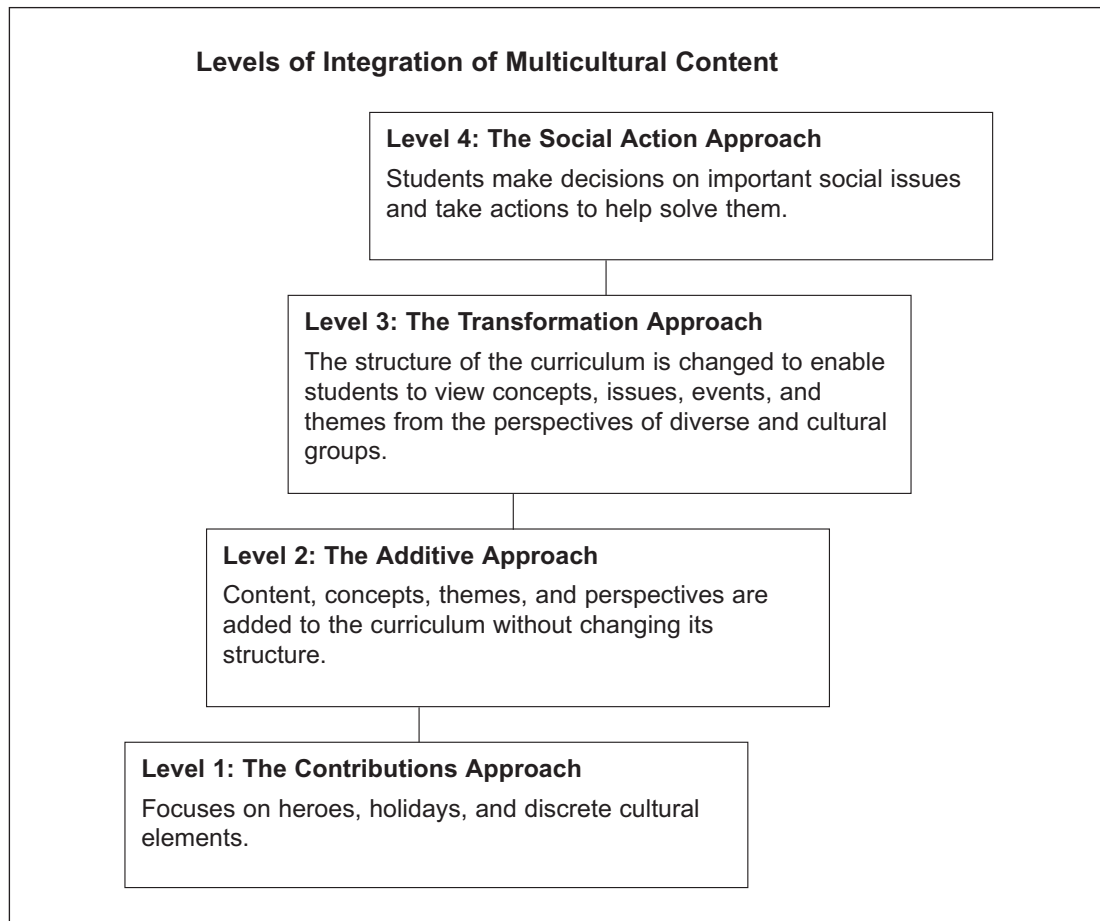 Levels of Integration of Multicultural Content
Level 4: The Social Action Approach
Students make decisions on important social issues
and take actions to help solve them.
Level 3: The Transformation Approach
The structure of the curriculum is changed to enable
students to view concepts, issues, events, and
themes from the perspectives of diverse and cultural
groups.
Level 2: The Additive Approach
Content, concepts, themes, and perspectives are
added to the curriculum without changing its
structure.
Level 1: The Contributions Approach
Focuses on heroes, holidays, and discrete cultural
elements.